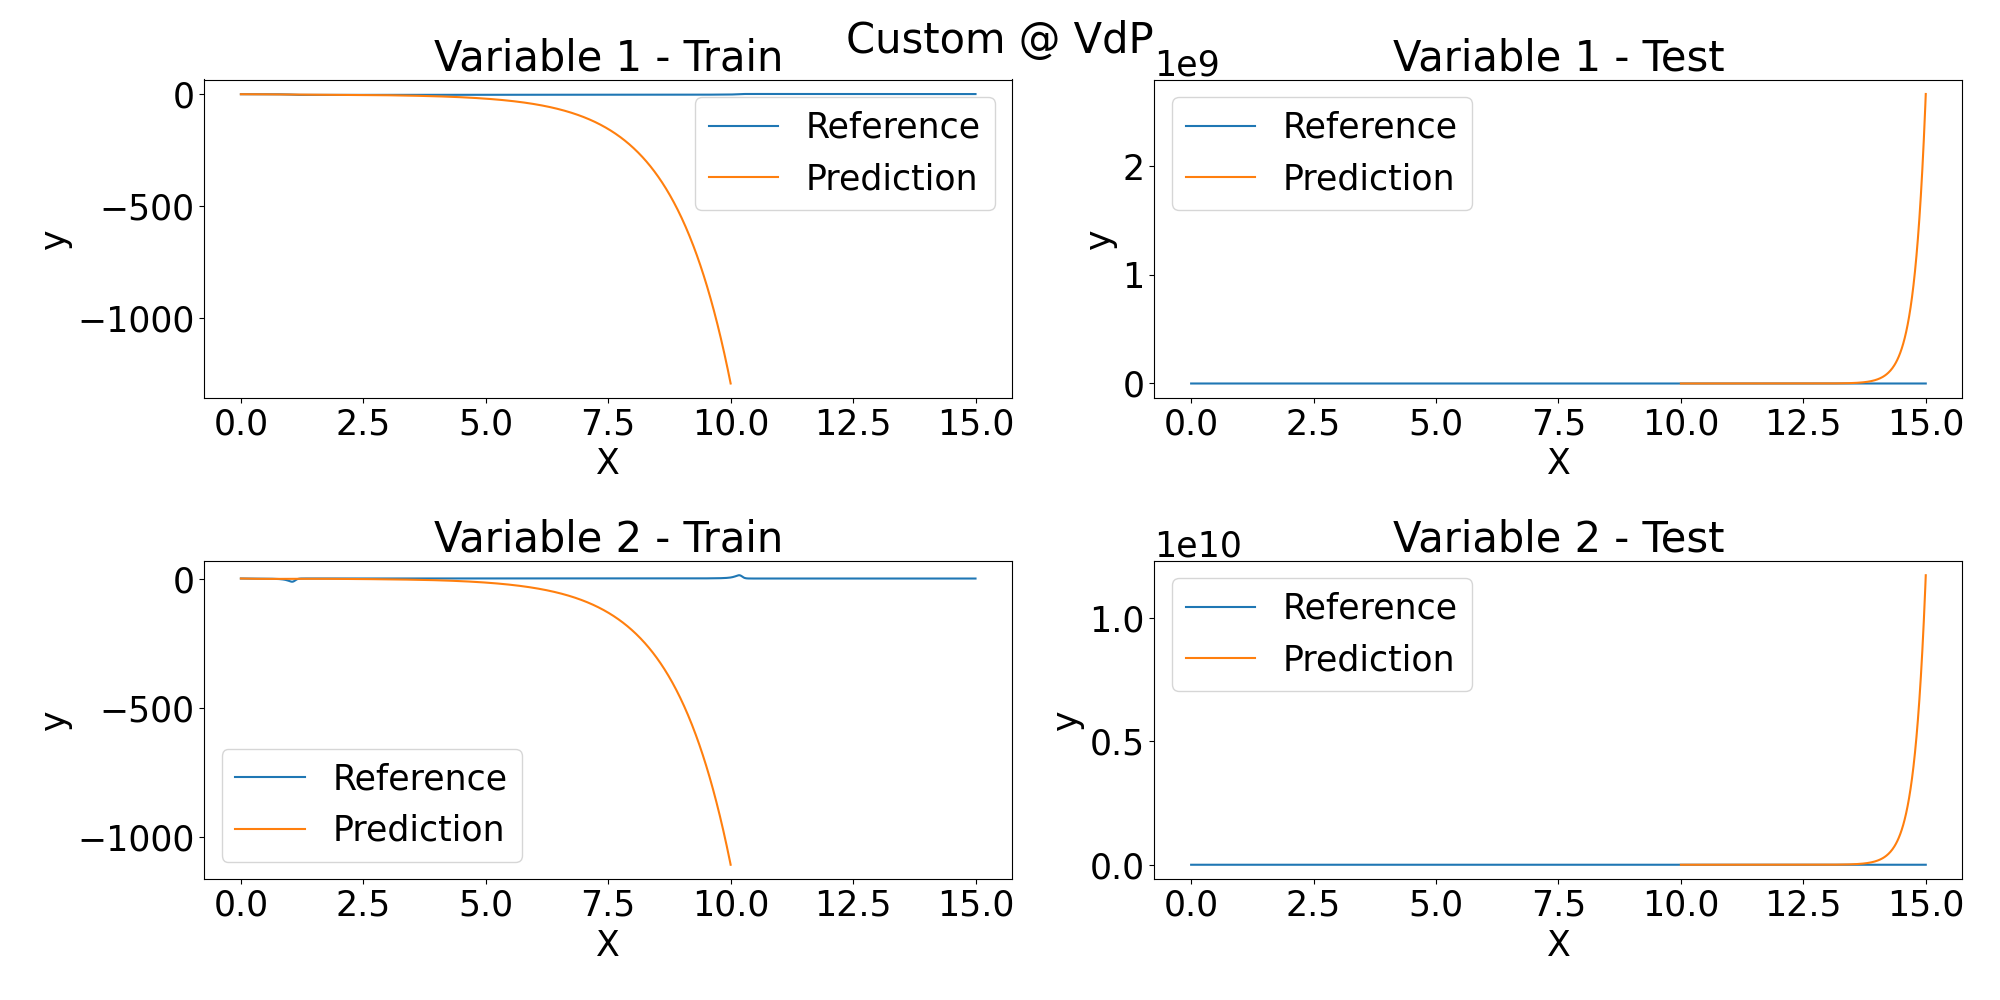 Custom @ VdP
Variable 1 - Train
0
−500
−1000
y
0.0 2.5 5.0 7.5 10.0 12.5 15.0
X
Reference
Prediction
Variable 1 - Test
1e9
2
1
0
y
0.0 2.5 5.0 7.5 10.0 12.5 15.0
X
Reference
Prediction
Variable 2 - Train
0
−500
−1000
y
0.0 2.5 5.0 7.5 10.0 12.5 15.0
X
Reference
Prediction
Variable 2 - Test
1e10
1.0
0.5
0.0
y
0.0 2.5 5.0 7.5 10.0 12.5 15.0
X
Reference
Prediction